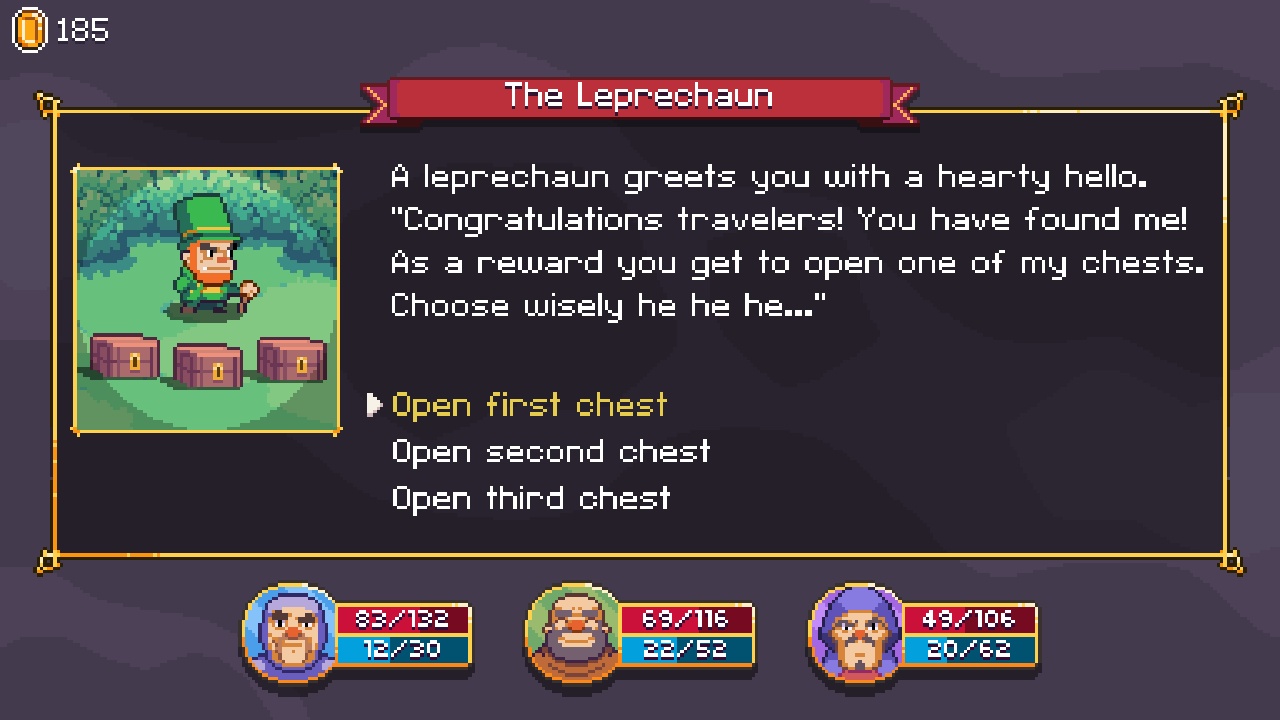 185
The Leprechaun
A leprechaun greets you with a hearty hello.
"Congratulations travelers! You have found me!
As a reward you get to open one of my chests.
Choose wisely he he he..."
Open first chest
Open second chest
Open third chest
83/132
69/116
49/106
12/30
22/52
20/62